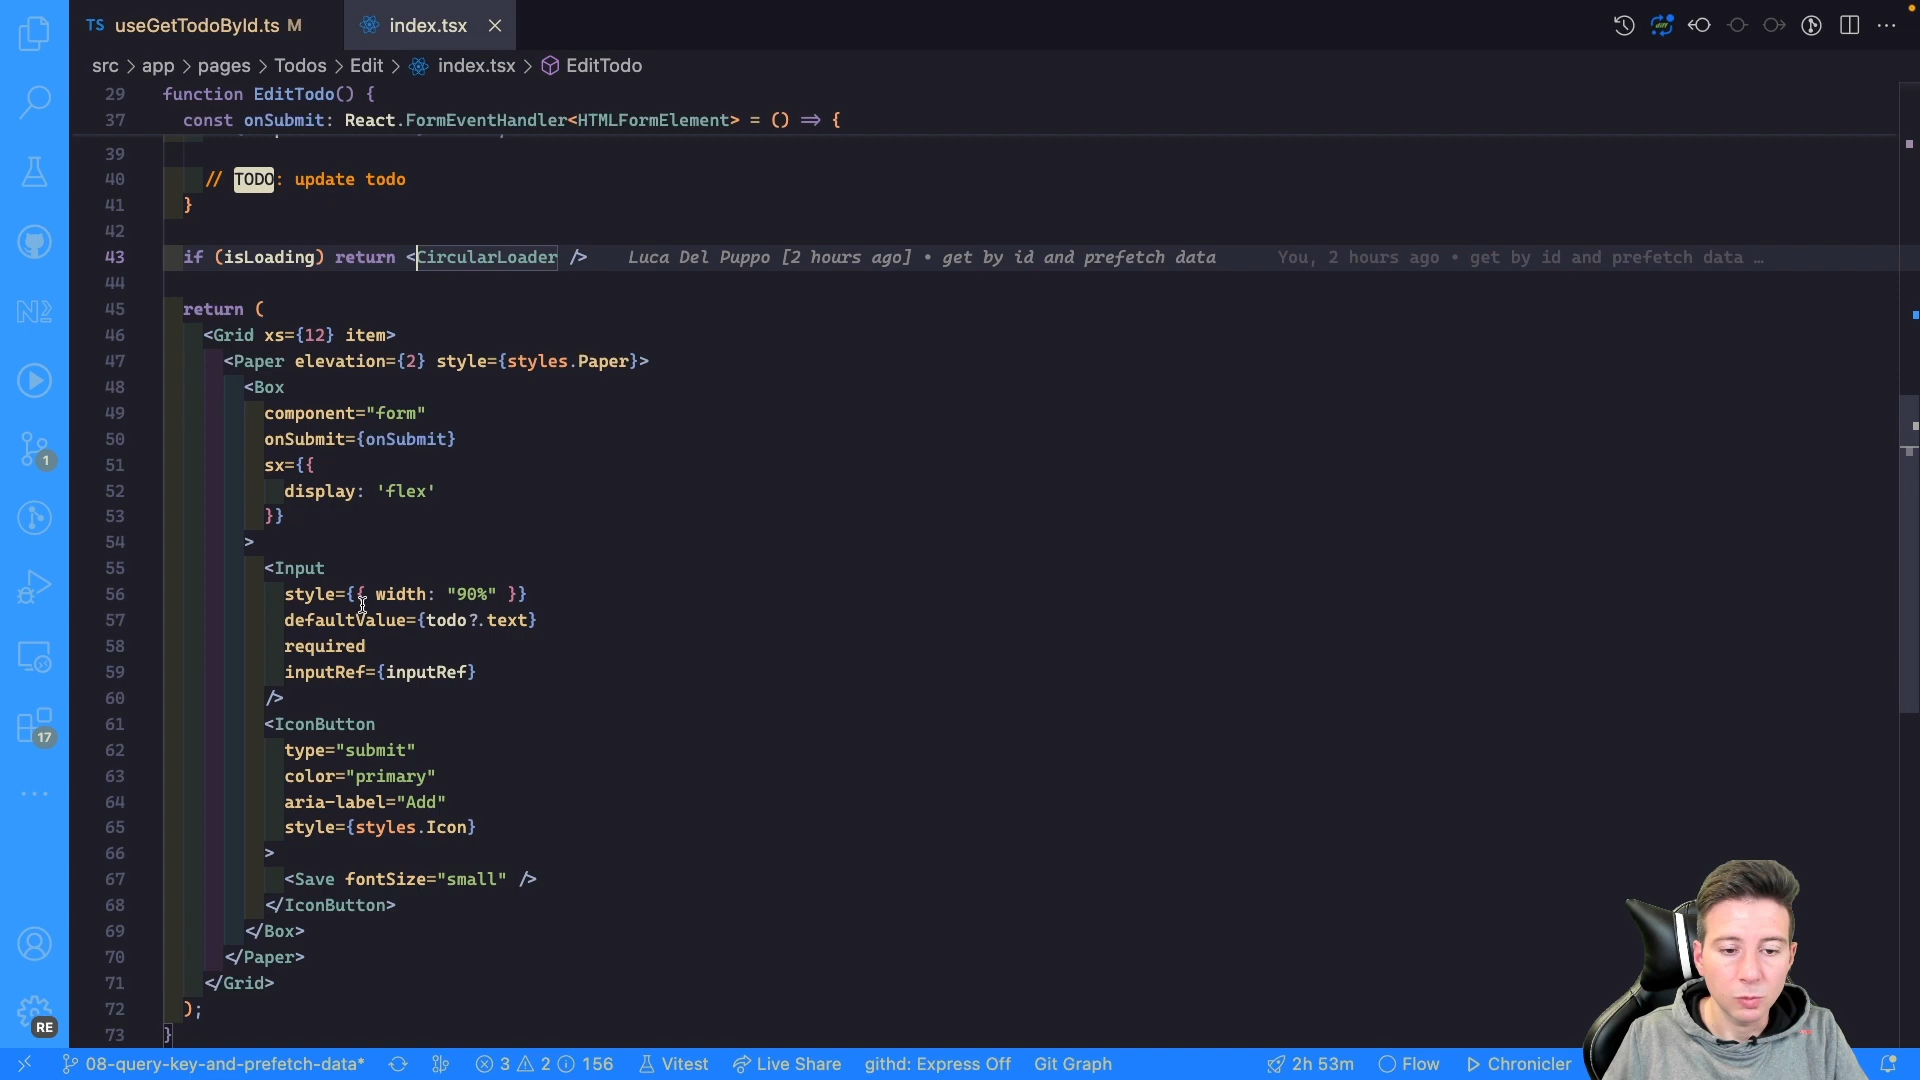 TS useGetTodoById.ts M
index.tsx
src > app > pages > Todos > Edit > index.tsx > EditTodo
29 function EditTodo() {
37 const onSubmit: React.FormEventHandler<HTMLFormElement> = () ⇒ {
39
40 // TODO: update todo
41 }
42
43 if (isLoading) return <CircularLoader /> Luca Del Puppo [2 hours ago] • get by id and prefetch data You, 2 hours ago • get by id and prefetch data …
44
45 return (
46 <Grid xs={12} item>
47 <Paper elevation={2} style={styles.Paper}>
48 <Box
49 component="form"
50 onSubmit={onSubmit}
51 sx={{
52 display: 'flex'
53 }}
54 >
55 <Input
56 style={{ width: "90%" }}
57 defaultValue={todo?.text}
58 required
59 inputRef={inputRef}
60 />
61 <IconButton
62 type="submit"
63 color="primary"
64 aria-label="Add"
65 style={styles.Icon}
66 >
67 <Save fontSize="small" />
68 </IconButton>
69 </Box>
70 </Paper>
71 </Grid>
72 );
73 }
1
17
RE
08-query-key-and-prefetch-data* 3 2 156 Vitest Live Share githd: Express Off Git Graph 2h 53m Flow Chronicler